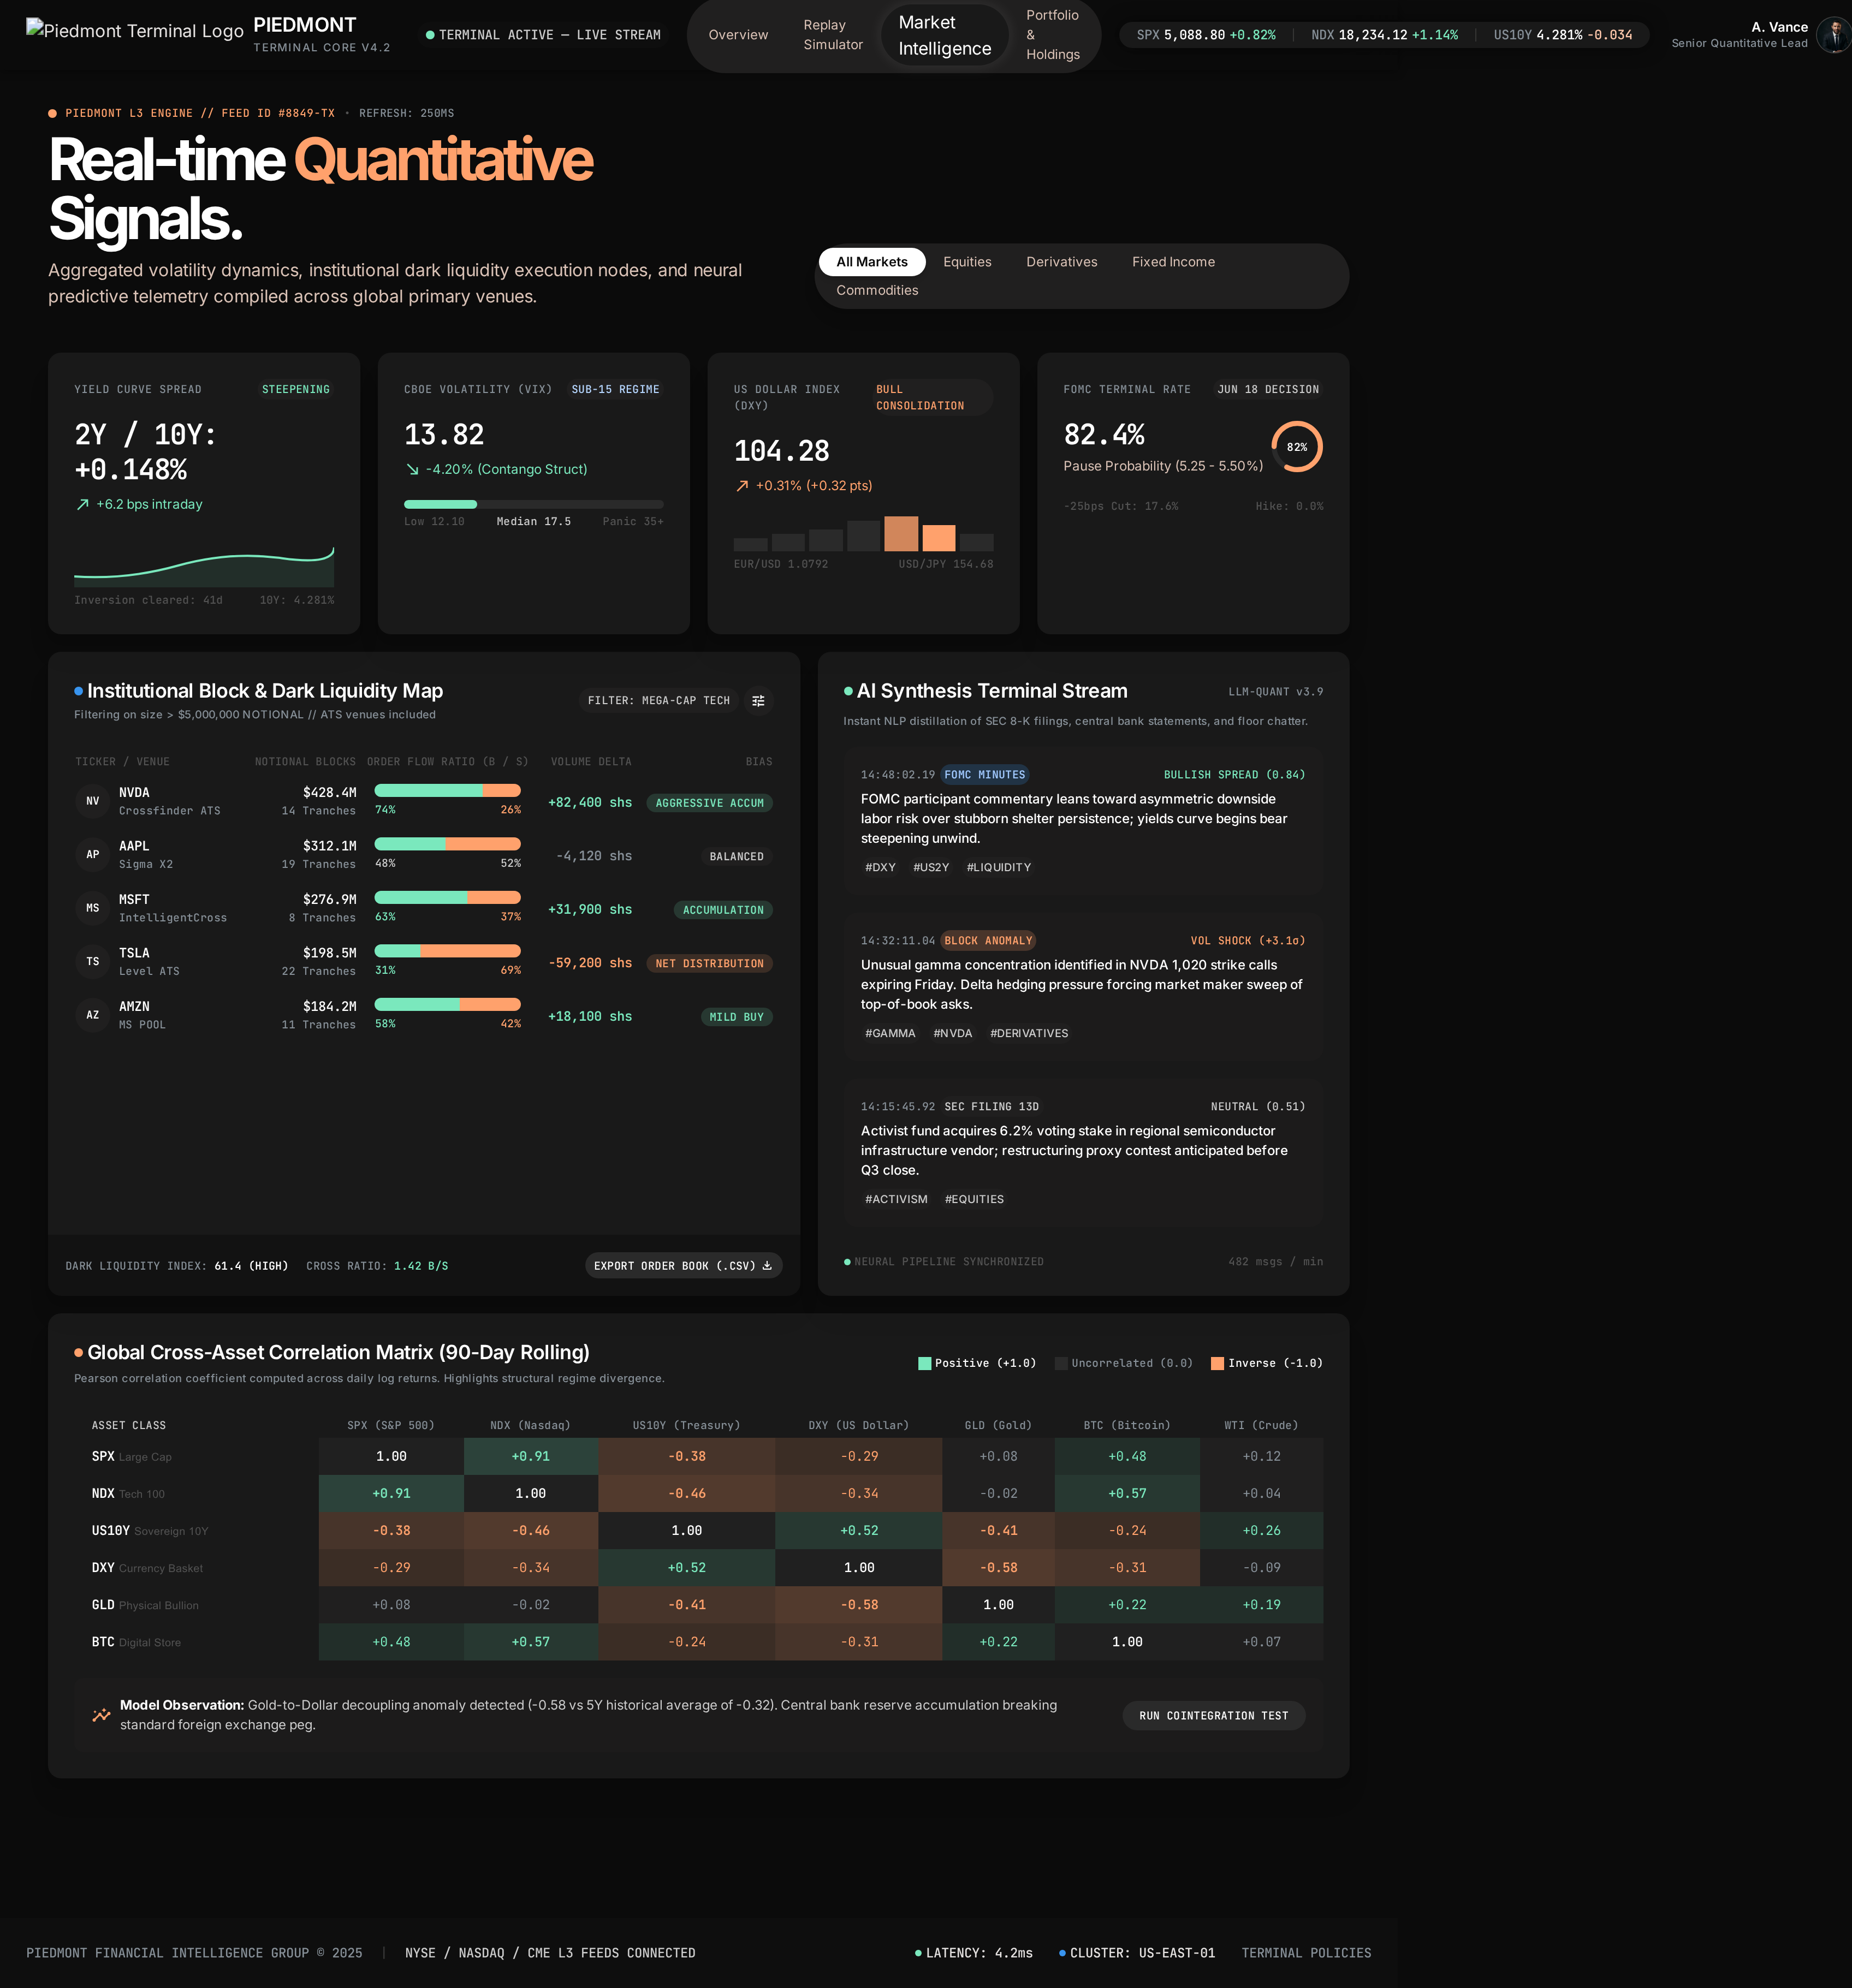 Piedmont Terminal Logo
PIEDMONT
TERMINAL CORE V4.2
TERMINAL ACTIVE — LIVE STREAM
Overview
Replay
Simulator
Market
Intelligence
Portfolio
&
Holdings
SPX 5,088.80 +0.82%
NDX 18,234.12 +1.14%
US10Y 4.281% -0.034
A. Vance
Senior Quantitative Lead
PIEDMONT L3 ENGINE // FEED ID #8849-TX • REFRESH: 250MS
Real-time Quantitative
Signals.
Aggregated volatility dynamics, institutional dark liquidity execution nodes, and neural
predictive telemetry compiled across global primary venues.
All Markets Equities Derivatives Fixed Income
Commodities
YIELD CURVE SPREAD STEEPENING
2Y / 10Y:
+0.148%
+6.2 bps intraday
Inversion cleared: 41d 10Y: 4.281%
CBOE VOLATILITY (VIX) SUB-15 REGIME
13.82
-4.20% (Contango Struct)
Low 12.10 Median 17.5 Panic 35+
US DOLLAR INDEX
(DXY)
BULL
CONSOLIDATION
104.28
+0.31% (+0.32 pts)
EUR/USD 1.0792 USD/JPY 154.68
FOMC TERMINAL RATE JUN 18 DECISION
82.4%
Pause Probability (5.25 - 5.50%)
82%
-25bps Cut: 17.6% Hike: 0.0%
Institutional Block & Dark Liquidity Map
Filtering on size > $5,000,000 NOTIONAL // ATS venues included
FILTER: MEGA-CAP TECH
TICKER / VENUE NOTIONAL BLOCKS ORDER FLOW RATIO (B / S) VOLUME DELTA BIAS
NV NVDA $428.4M +82,400 shs AGGRESSIVE ACCUM
Crossfinder ATS 14 Tranches 74% 26%
AP AAPL $312.1M -4,120 shs BALANCED
Sigma X2 19 Tranches 48% 52%
MS MSFT $276.9M +31,900 shs ACCUMULATION
IntelligentCross 8 Tranches 63% 37%
TS TSLA $198.5M -59,200 shs NET DISTRIBUTION
Level ATS 22 Tranches 31% 69%
AZ AMZN $184.2M +18,100 shs MILD BUY
MS POOL 11 Tranches 58% 42%
DARK LIQUIDITY INDEX: 61.4 (HIGH) CROSS RATIO: 1.42 B/S EXPORT ORDER BOOK (.CSV)
AI Synthesis Terminal Stream LLM-QUANT v3.9
Instant NLP distillation of SEC 8-K filings, central bank statements, and floor chatter.
14:48:02.19 FOMC MINUTES BULLISH SPREAD (0.84)
FOMC participant commentary leans toward asymmetric downside
labor risk over stubborn shelter persistence; yields curve begins bear
steepening unwind.
#DXY #US2Y #LIQUIDITY
14:32:11.04 BLOCK ANOMALY VOL SHOCK (+3.1σ)
Unusual gamma concentration identified in NVDA 1,020 strike calls
expiring Friday. Delta hedging pressure forcing market maker sweep of
top-of-book asks.
#GAMMA #NVDA #DERIVATIVES
14:15:45.92 SEC FILING 13D NEUTRAL (0.51)
Activist fund acquires 6.2% voting stake in regional semiconductor
infrastructure vendor; restructuring proxy contest anticipated before
Q3 close.
#ACTIVISM #EQUITIES
NEURAL PIPELINE SYNCHRONIZED 482 msgs / min
Global Cross-Asset Correlation Matrix (90-Day Rolling)
Pearson correlation coefficient computed across daily log returns. Highlights structural regime divergence.
Positive (+1.0) Uncorrelated (0.0) Inverse (-1.0)
ASSET CLASS SPX (S&P 500) NDX (Nasdaq) US10Y (Treasury) DXY (US Dollar) GLD (Gold) BTC (Bitcoin) WTI (Crude)
SPX Large Cap 1.00 +0.91 -0.38 -0.29 +0.08 +0.48 +0.12
NDX Tech 100 +0.91 1.00 -0.46 -0.34 -0.02 +0.57 +0.04
US10Y Sovereign 10Y -0.38 -0.46 1.00 +0.52 -0.41 -0.24 +0.26
DXY Currency Basket -0.29 -0.34 +0.52 1.00 -0.58 -0.31 -0.09
GLD Physical Bullion +0.08 -0.02 -0.41 -0.58 1.00 +0.22 +0.19
BTC Digital Store +0.48 +0.57 -0.24 -0.31 +0.22 1.00 +0.07
Model Observation: Gold-to-Dollar decoupling anomaly detected (-0.58 vs 5Y historical average of -0.32). Central bank reserve accumulation breaking
standard foreign exchange peg.
RUN COINTEGRATION TEST
PIEDMONT FINANCIAL INTELLIGENCE GROUP © 2025 | NYSE / NASDAQ / CME L3 FEEDS CONNECTED
LATENCY: 4.2ms CLUSTER: US-EAST-01 TERMINAL POLICIES